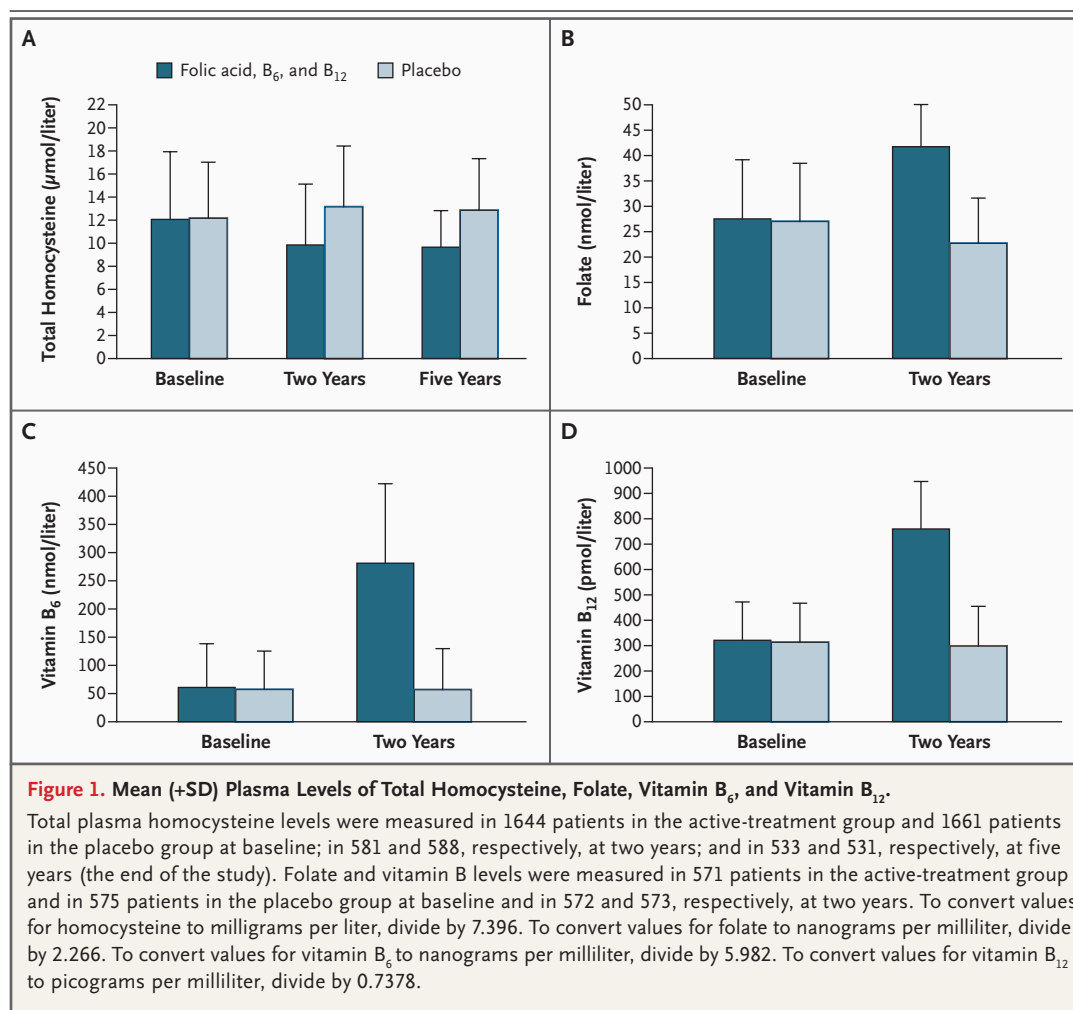 A
Folic acid, B6, and B12
Placebo
Total Homocysteine (μmol/liter)
22
20
18
16
14
12
10
8
6
4
2
0
Baseline
Two Years
Five Years
B
Folate (nmol/liter)
50
45
40
35
30
25
20
15
10
5
0
Baseline
Two Years
C
Vitamin B6 (nmol/liter)
450
400
350
300
250
200
150
100
50
0
Baseline
Two Years
D
Vitamin B12 (pmol/liter)
1000
900
800
700
600
500
400
300
200
100
0
Baseline
Two Years
Figure 1. Mean (+SD) Plasma Levels of Total Homocysteine, Folate, Vitamin B6, and Vitamin B12.
Total plasma homocysteine levels were measured in 1644 patients in the active-treatment group and 1661 patients
in the placebo group at baseline; in 581 and 588, respectively, at two years; and in 533 and 531, respectively, at five
years (the end of the study). Folate and vitamin B levels were measured in 571 patients in the active-treatment group
and in 575 patients in the placebo group at baseline and in 572 and 573, respectively, at two years. To convert values
for homocysteine to milligrams per liter, divide by 7.396. To convert values for folate to nanograms per milliliter, divide
by 2.266. To convert values for vitamin B6 to nanograms per milliliter, divide by 5.982. To convert values for vitamin B12
to picograms per milliliter, divide by 0.7378.